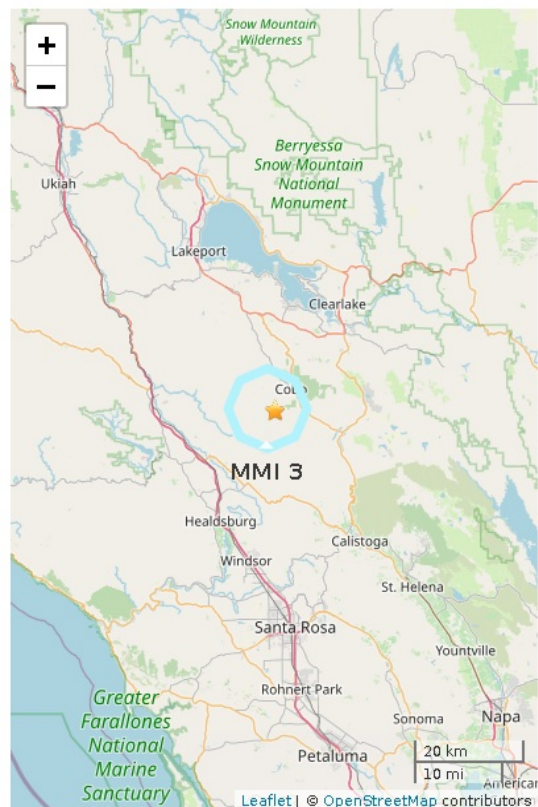 Snow Mountain
Wilderness
+
−
Berryessa
Snow Mountain
National
Monument
Ukiah
Lakeport
Clearlake
MMI 3
Healdsburg
Calistoga
Windsor
St. Helena
Santa Rosa
Yountville
Rohnert Park
Greater
Farallones
National
Marine
Sanctuary
Sonoma
Napa
Petaluma
20 km
10 mi
American
Leaflet | © OpenStreetMap contributors